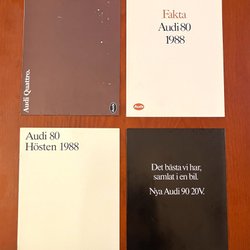 Audi Quattro.
Fakta
Audi 80
1988
Audi
Audi 80
Hösten 1988
Det bästa vi har,
samlat i en bil.
Nya Audi 90 20V.